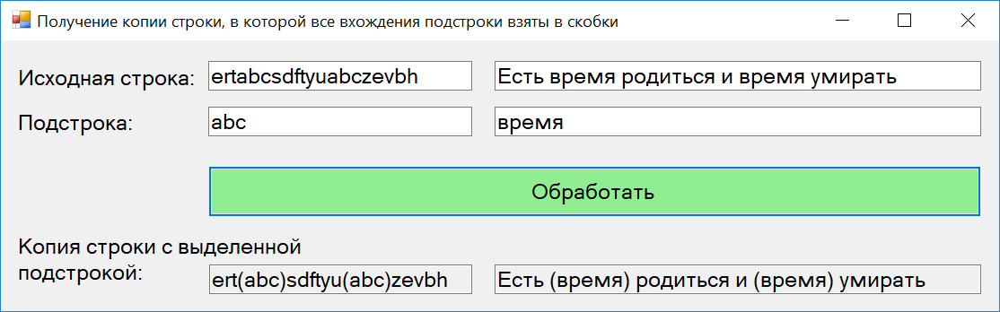 Получение копии строки, в которой все вхождения подстроки взяты в скобки
Исходная строка: ertabcsdftyuabczevbh Есть время родиться и время умирать
Подстрока: abc время
Обработать
Копия строки с выделенной
подстрокой: ert(abc)sdftyu(abc)zevbh Есть (время) родиться и (время) умирать